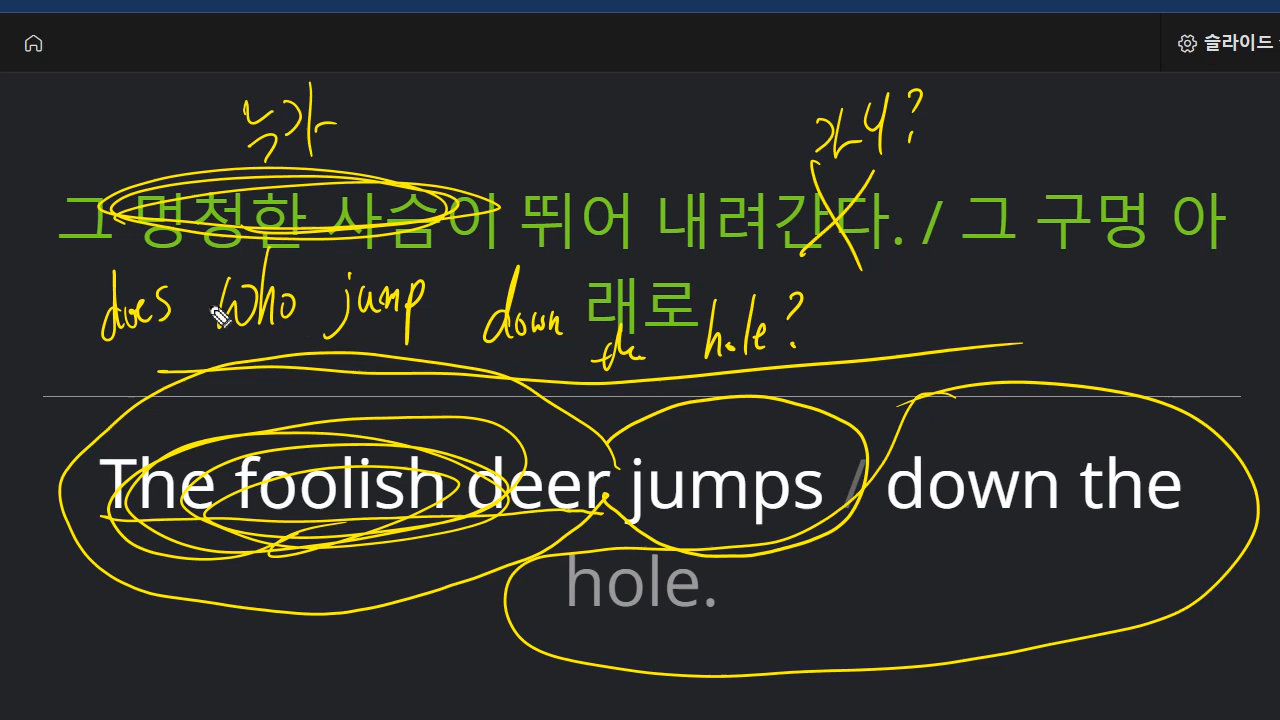 슬라이드
누가 가니?
그 멍청한 사슴이 뛰어 내려간다. / 그 구멍 아
래로
does who jump down the hole?
The foolish deer jumps / down the
hole.